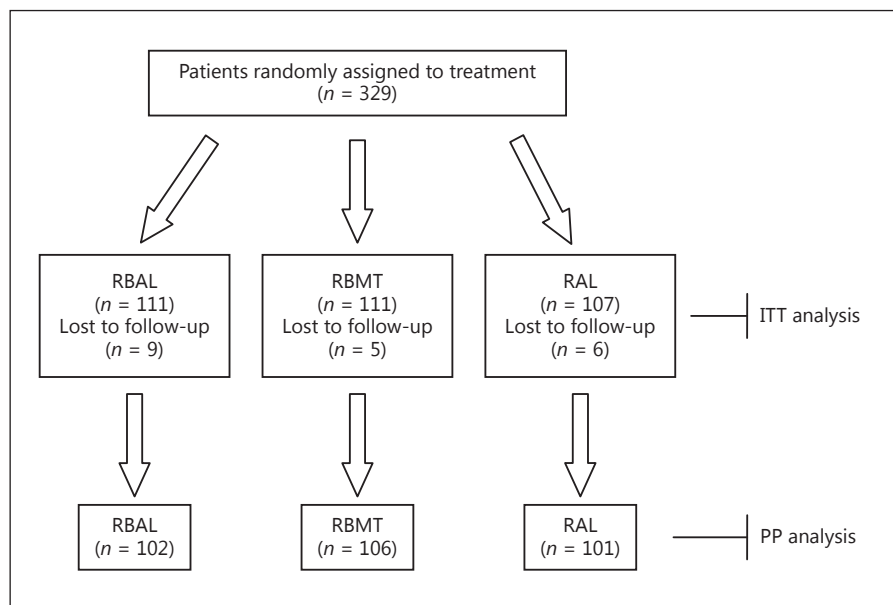 Patients randomly assigned to treatment
(n = 329)
RBAL
(n = 111)
Lost to follow-up
(n = 9)
RBMT
(n = 111)
Lost to follow-up
(n = 5)
RAL
(n = 107)
Lost to follow-up
(n = 6)
ITT analysis
RBAL
(n = 102)
RBMT
(n = 106)
RAL
(n = 101)
PP analysis